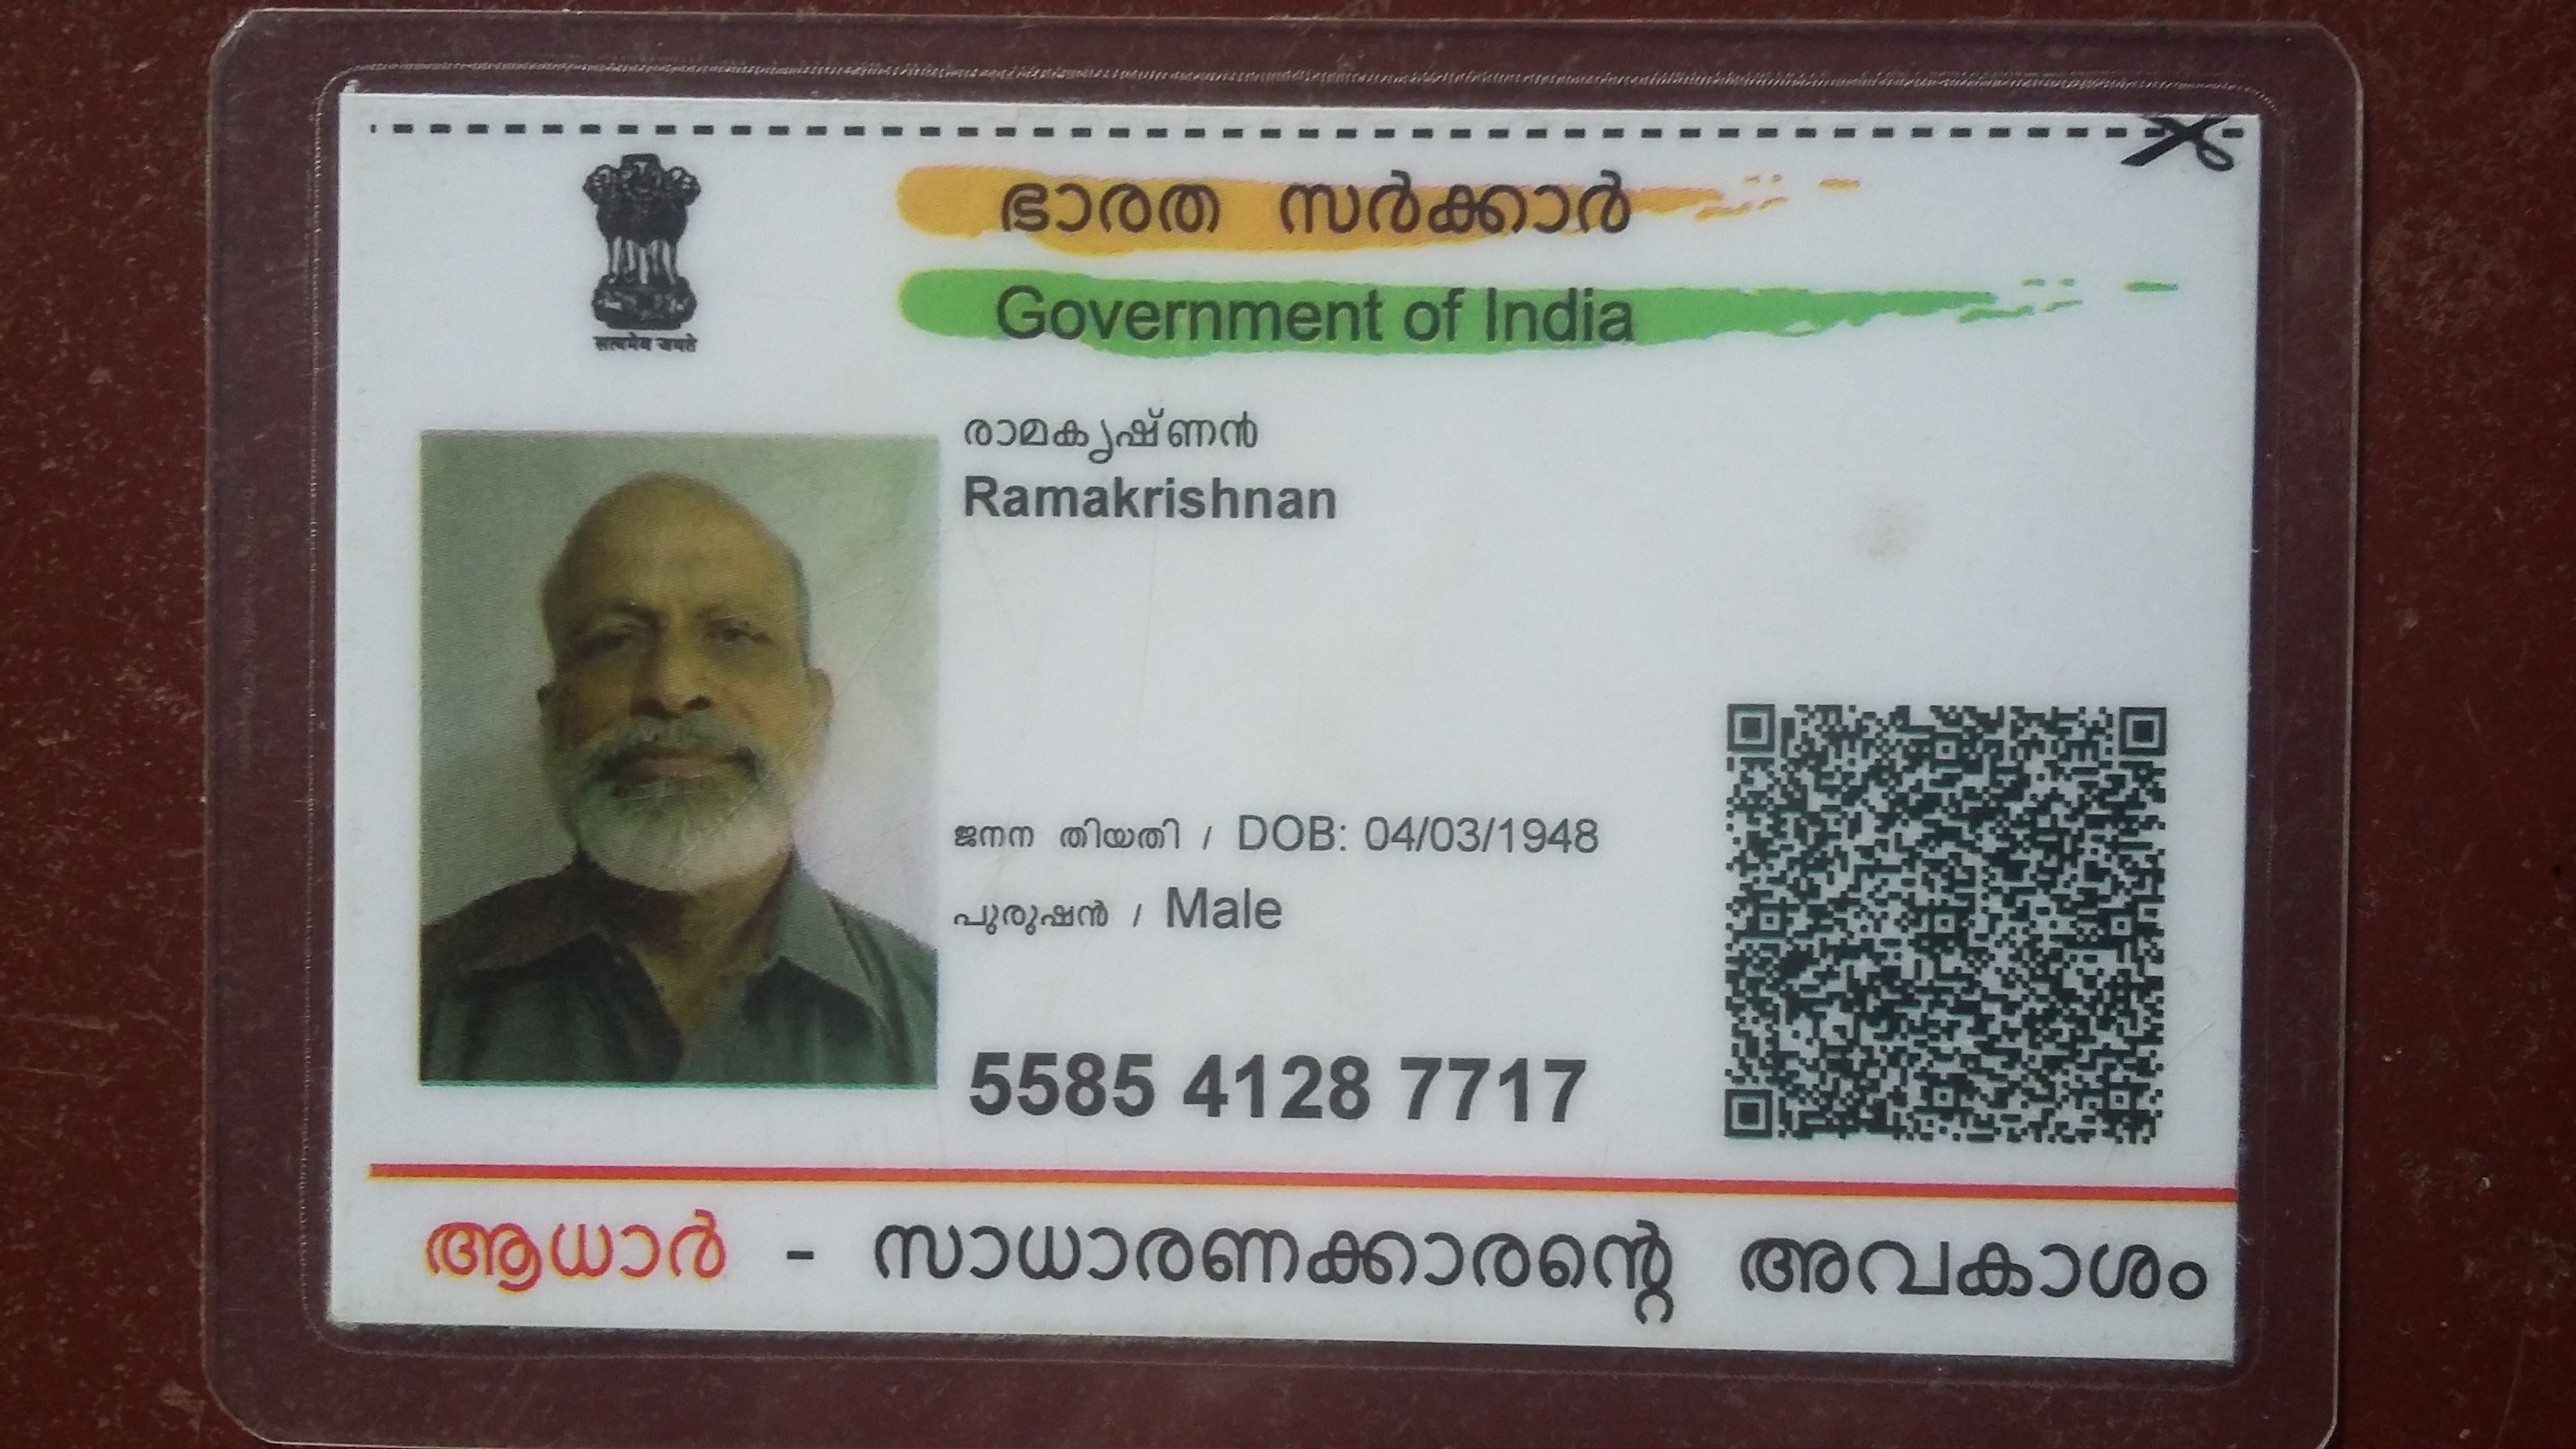 ഭാരത സർക്കാർ
Government of India
सत्यमेव जयते
രാമകൃഷ്ണൻ
Ramakrishnan
ജനന തിയതി / DOB: 04/03/1948
പുരുഷൻ / Male
5585 4128 7717
ആധാർ - സാധാരണക്കാരന്റെ അവകാശം